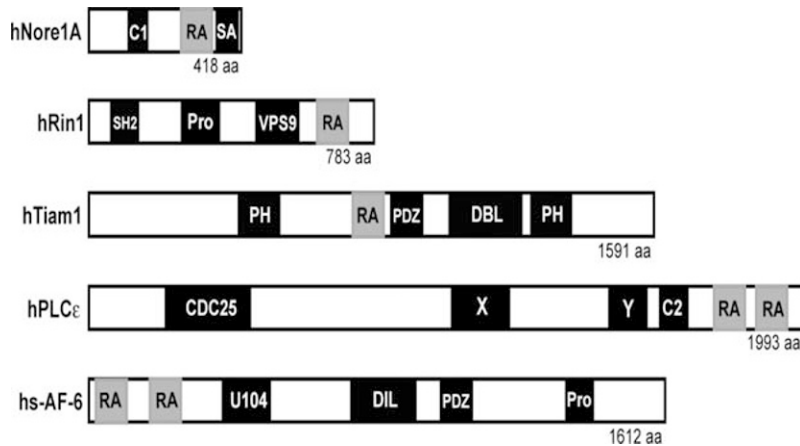 hNore1A C1 RA SA
418 aa
hRin1 SH2 Pro VPS9 RA
783 aa
hTiam1 PH RA PDZ DBL PH
1591 aa
hPLCε CDC25 X Y C2 RA RA
1993 aa
hs-AF-6 RA RA U104 DIL PDZ Pro
1612 aa